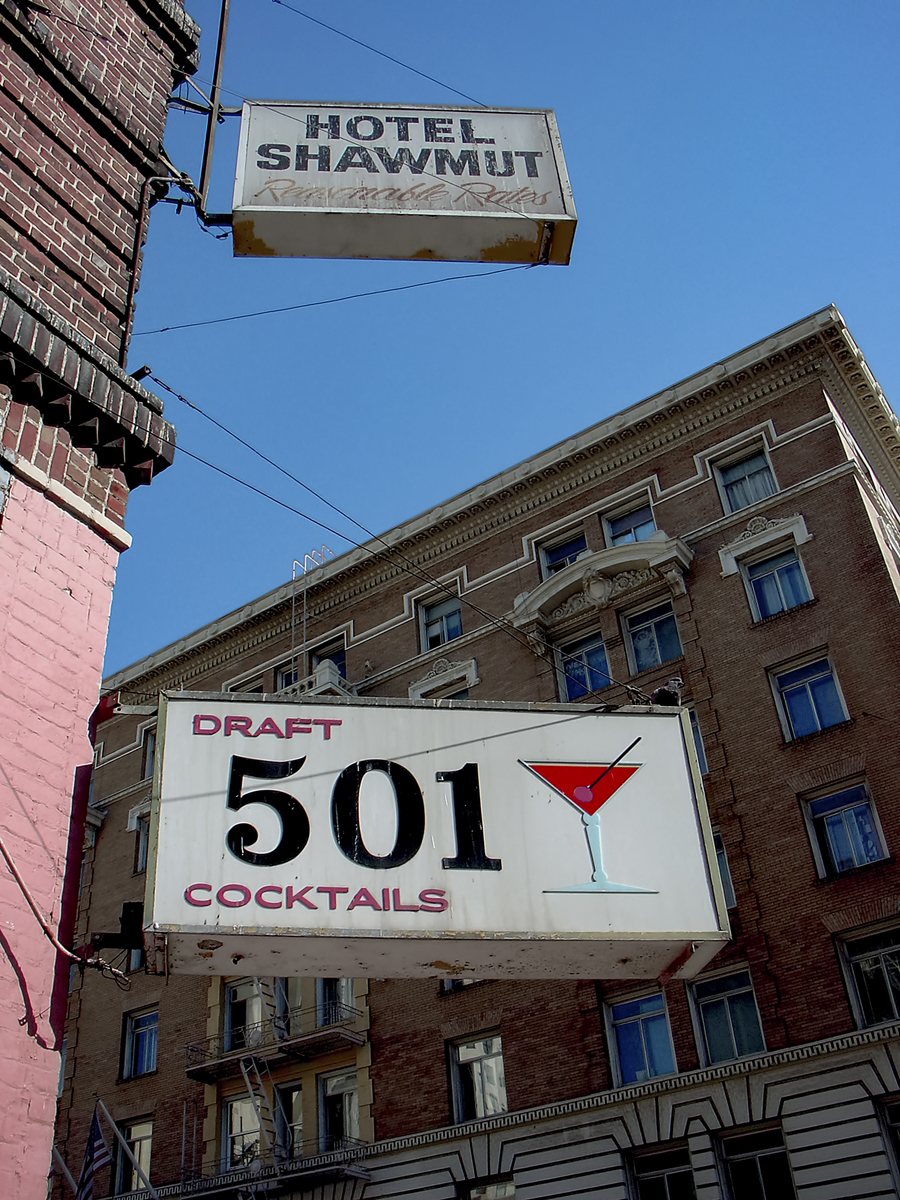 HOTEL
SHAWMUT
Reasonable Rates
DRAFT
501
COCKTAILS